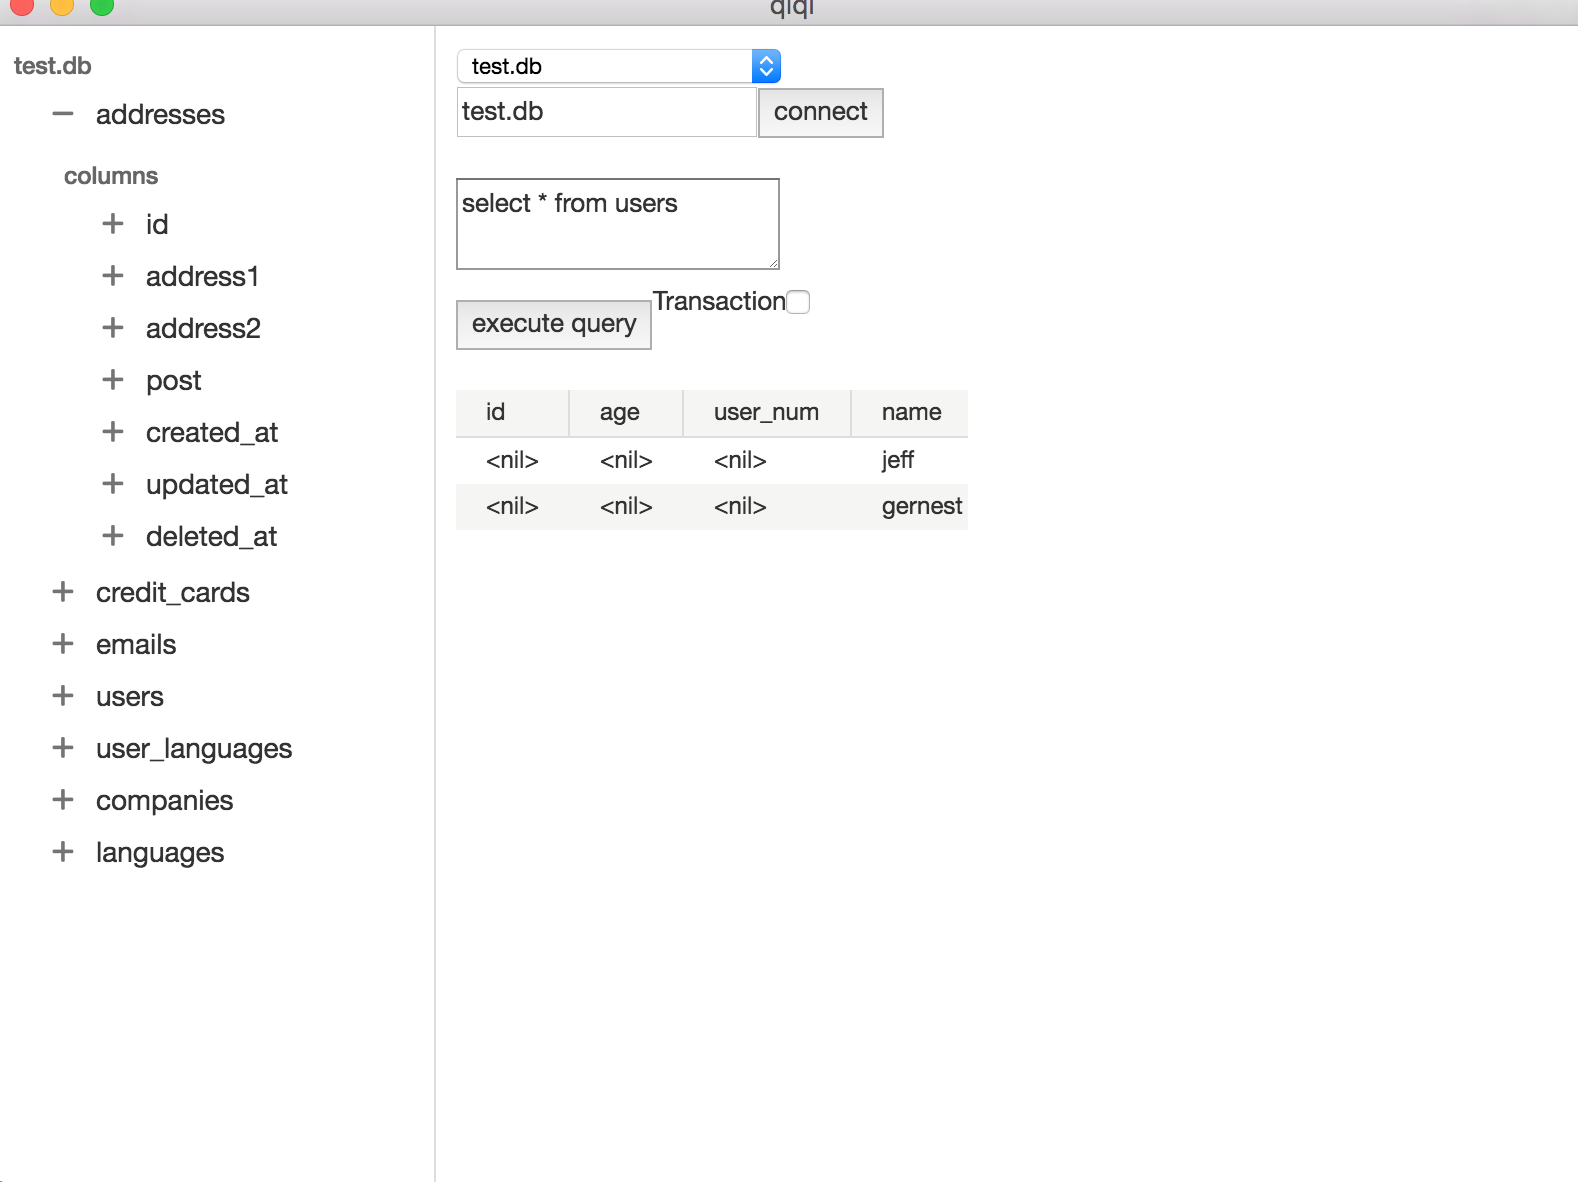 test.db
addresses
columns
id
address1
address2
post
created_at
updated_at
deleted_at
credit_cards
emails
users
user_languages
companies
languages
test.db
test.db connect
select * from users
execute query Transaction
id age user_num name
<nil> <nil> <nil> jeff
<nil> <nil> <nil> gernest